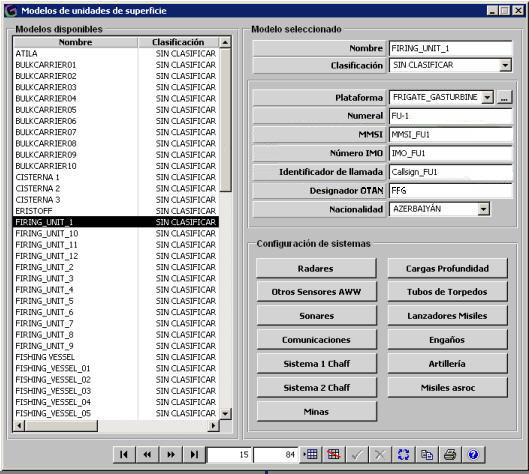 Modelos de unidades de superficie
Modelos disponibles
Nombre Clasificación
ATILA SIN CLASIFICAR
BULKCARRIER01 SIN CLASIFICAR
BULKCARRIER02 SIN CLASIFICAR
BULKCARRIER03 SIN CLASIFICAR
BULKCARRIER04 SIN CLASIFICAR
BULKCARRIER05 SIN CLASIFICAR
BULKCARRIER06 SIN CLASIFICAR
BULKCARRIER07 SIN CLASIFICAR
BULKCARRIER08 SIN CLASIFICAR
BULKCARRIER09 SIN CLASIFICAR
BULKCARRIER10 SIN CLASIFICAR
CISTERNA 1 SIN CLASIFICAR
CISTERNA 2 SIN CLASIFICAR
CISTERNA 3 SIN CLASIFICAR
ERISTOFF SIN CLASIFICAR
FIRING_UNIT_1 SIN CLASIFICAR
FIRING_UNIT_10 SIN CLASIFICAR
FIRING_UNIT_11 SIN CLASIFICAR
FIRING_UNIT_12 SIN CLASIFICAR
FIRING_UNIT_2 SIN CLASIFICAR
FIRING_UNIT_3 SIN CLASIFICAR
FIRING_UNIT_4 SIN CLASIFICAR
FIRING_UNIT_5 SIN CLASIFICAR
FIRING_UNIT_6 SIN CLASIFICAR
FIRING_UNIT_7 SIN CLASIFICAR
FIRING_UNIT_8 SIN CLASIFICAR
FIRING_UNIT_9 SIN CLASIFICAR
FISHING VESSEL SIN CLASIFICAR
FISHING_VESSEL_01 SIN CLASIFICAR
FISHING_VESSEL_02 SIN CLASIFICAR
FISHING_VESSEL_03 SIN CLASIFICAR
FISHING_VESSEL_04 SIN CLASIFICAR
FISHING_VESSEL_05 SIN CLASIFICAR
Modelo seleccionado
Nombre FIRING_UNIT_1
Clasificación SIN CLASIFICAR
Plataforma FRIGATE_GASTURBINE ...
Numeral FU-1
MMSI MMSI_FU1
Número IMO IMO_FU1
Identificador de llamada Callsign_FU1
Designador OTAN FFG
Nacionalidad AZERBAIYÁN
Configuración de sistemas
Radares Cargas Profundidad
Otros Sensores AWW Tubos de Torpedos
Sonares Lanzadores Misiles
Comunicaciones Engaños
Sistema 1 Chaff Artillería
Sistema 2 Chaff Misiles asroc
Minas
15 84